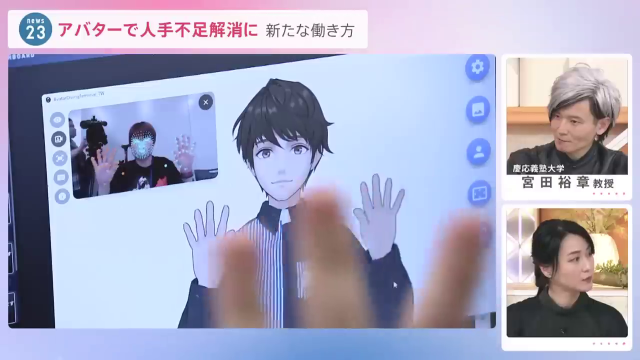 news
23
アバターで人手不足解消に 新たな働き方
慶応義塾大学
宮田裕章教授